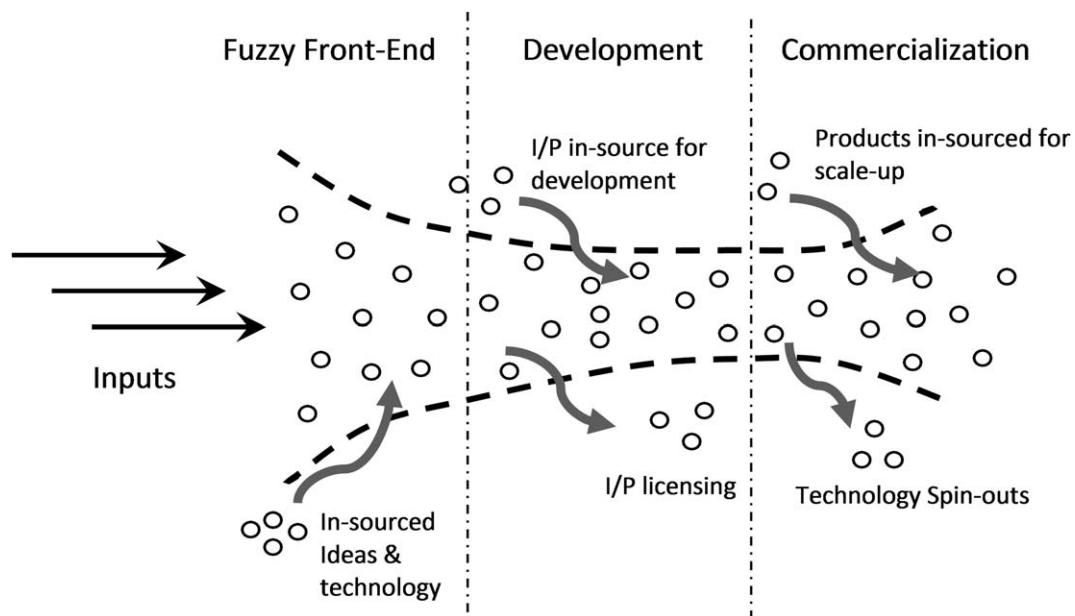 Fuzzy Front-End
Development
Commercialization
I/P in-source for
development
Products in-sourced for
scale-up
Inputs
In-sourced
Ideas &
technology
I/P licensing
Technology Spin-outs